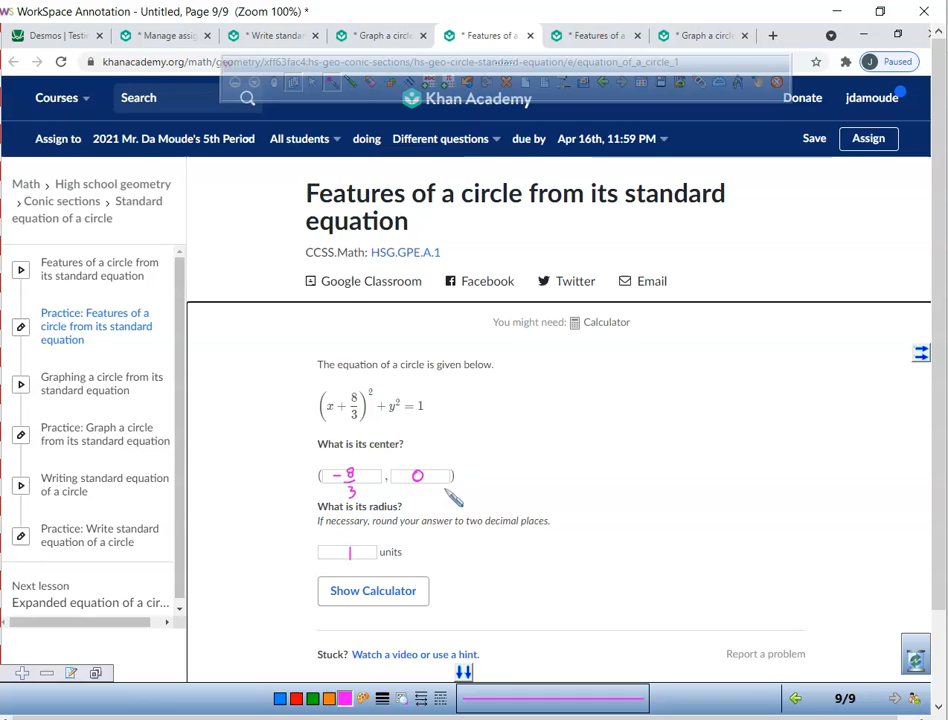 WorkSpace Annotation - Untitled, Page 9/9 (Zoom 100%) *
Desmos | Testi
* Manage assig
* Write standar
* Graph a circle
* Features of a
* Features of a
* Graph a circle
khanacademy.org/math/geometry/xff63fac4:hs-geo-conic-sections/hs-geo-circle-standard-equation/e/equation_of_a_circle_1
J Paused
Courses Search Khan Academy Donate jdamoude
Assign to 2021 Mr. Da Moude's 5th Period All students doing Different questions due by Apr 16th, 11:59 PM Save Assign
Math > High school geometry
> Conic sections > Standard
equation of a circle
Features of a circle from
its standard equation
Practice: Features of a
circle from its standard
equation
Graphing a circle from its
standard equation
Practice: Graph a circle
from its standard equation
Writing standard equation
of a circle
Practice: Write standard
equation of a circle
Next lesson
Expanded equation of a cir...
Features of a circle from its standard
equation
CCSS.Math: HSG.GPE.A.1
Google Classroom Facebook Twitter Email
You might need: Calculator
The equation of a circle is given below.
(x + 8/3)² + y² = 1
What is its center?
(-8/3, 0)
What is its radius?
If necessary, round your answer to two decimal places.
1 units
Show Calculator
Stuck? Watch a video or use a hint.
Report a problem
9/9